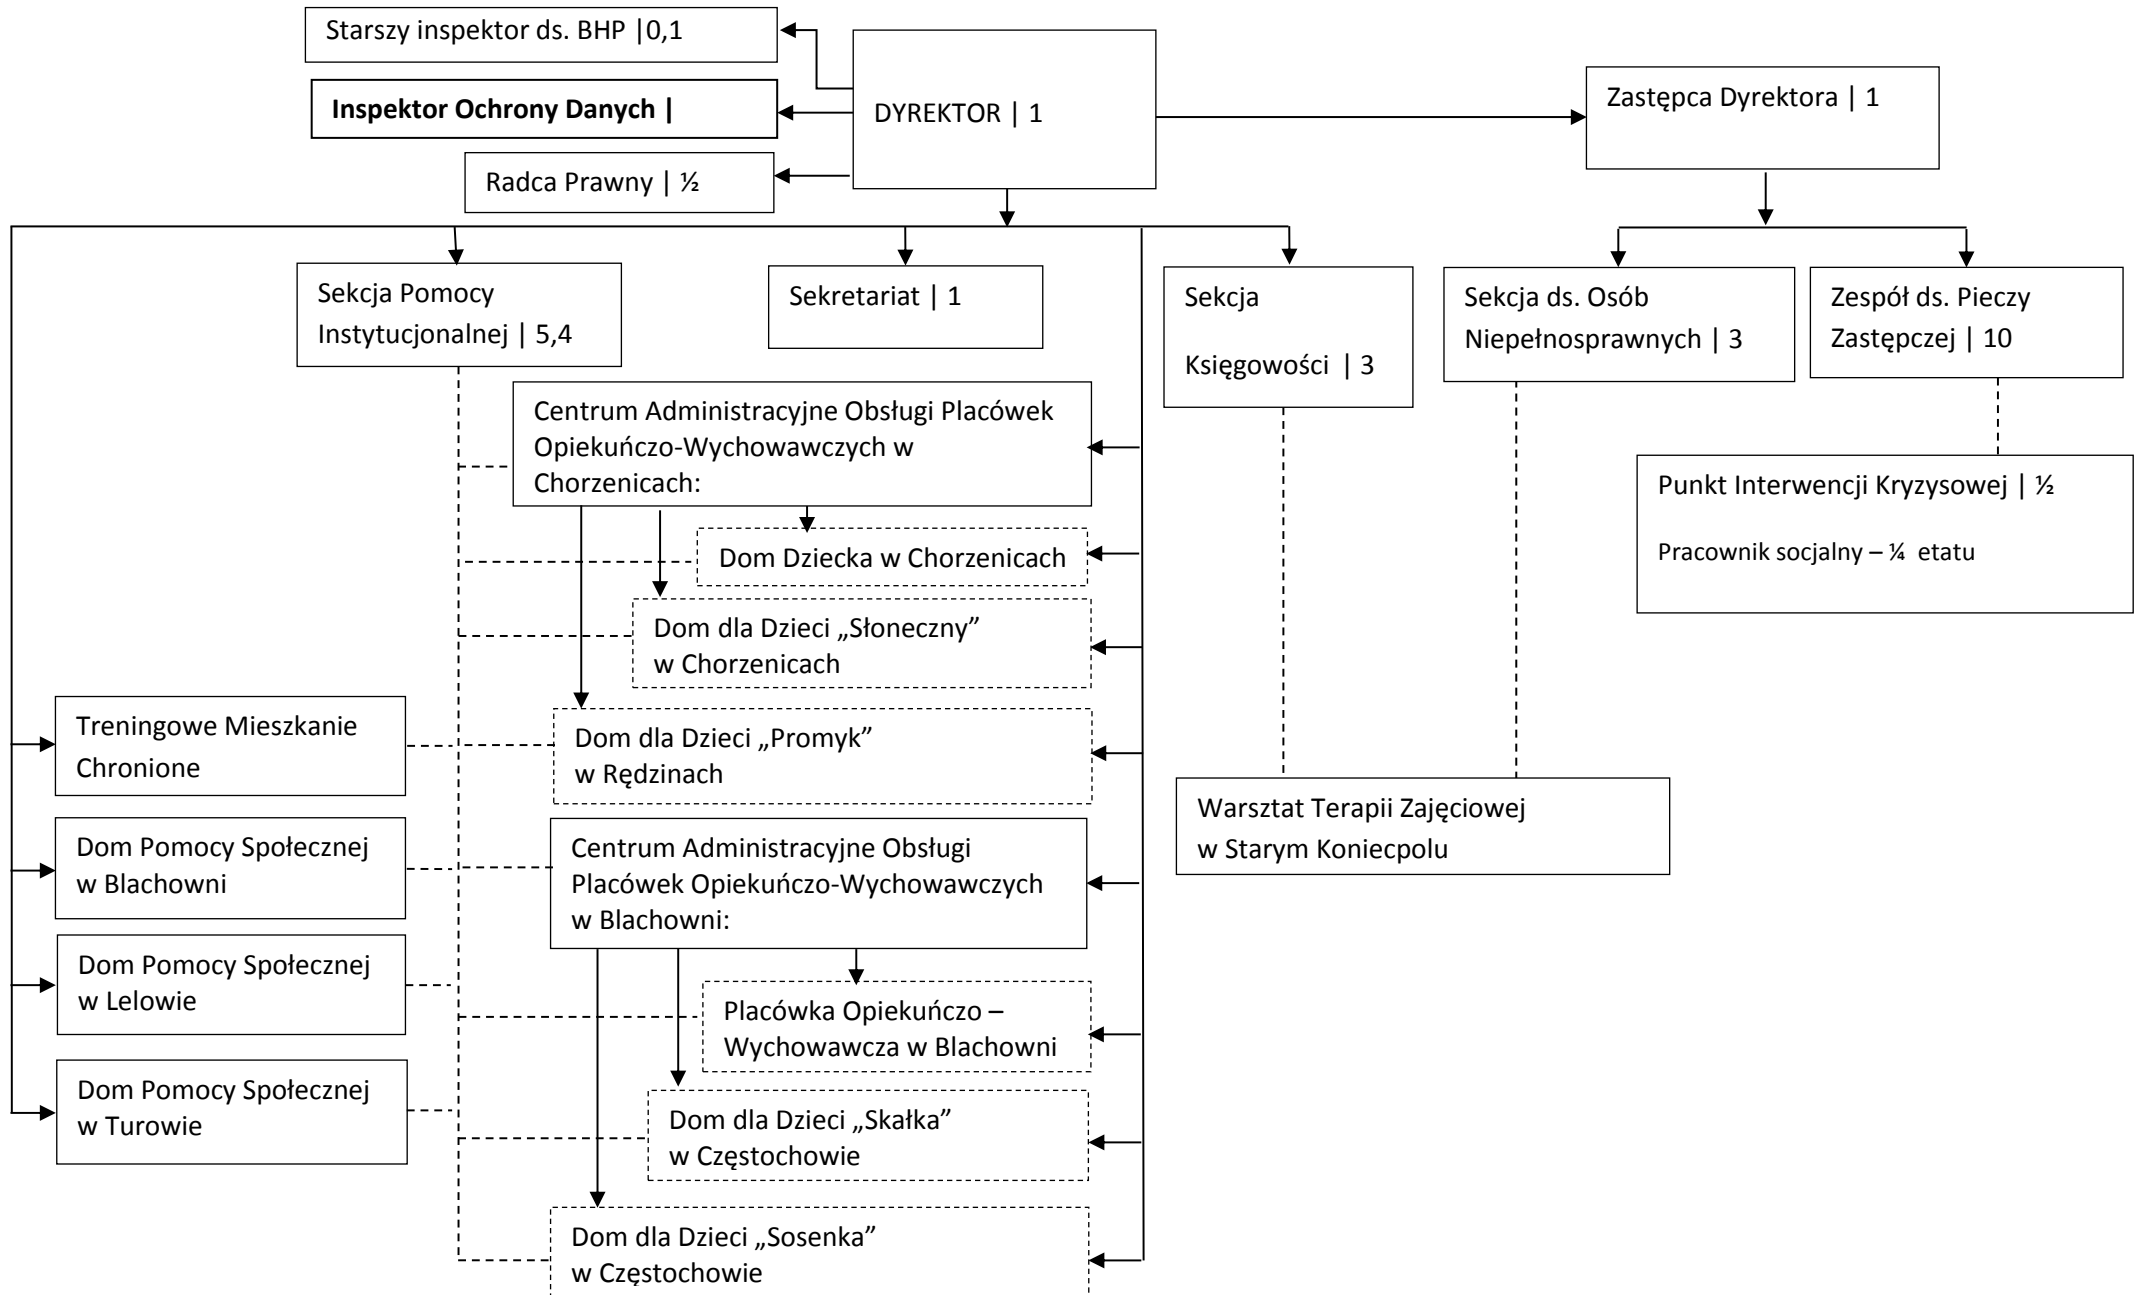 Starszy inspektor ds. BHP |0,1
Inspektor Ochrony Danych |
Radca Prawny | ½
DYREKTOR | 1
Zastępca Dyrektora | 1
Sekcja Pomocy
Instytucjonalnej | 5,4
Sekretariat | 1
Sekcja
Księgowości | 3
Sekcja ds. Osób
Niepełnosprawnych | 3
Zespół ds. Pieczy
Zastępczej | 10
Centrum Administracyjne Obsługi Placówek
Opiekuńczo-Wychowawczych w
Chorzenicach:
Punkt Interwencji Kryzysowej | ½
Pracownik socjalny – ¼ etatu
Dom Dziecka w Chorzenicach
Dom dla Dzieci „Słoneczny”
w Chorzenicach
Treningowe Mieszkanie
Chronione
Dom dla Dzieci „Promyk”
w Rędzinach
Warsztat Terapii Zajęciowej
w Starym Koniecpolu
Dom Pomocy Społecznej
w Blachowni
Centrum Administracyjne Obsługi
Placówek Opiekuńczo-Wychowawczych
w Blachowni:
Dom Pomocy Społecznej
w Lelowie
Placówka Opiekuńczo –
Wychowawcza w Blachowni
Dom Pomocy Społecznej
w Turowie
Dom dla Dzieci „Skałka”
w Częstochowie
Dom dla Dzieci „Sosenka”
w Częstochowie